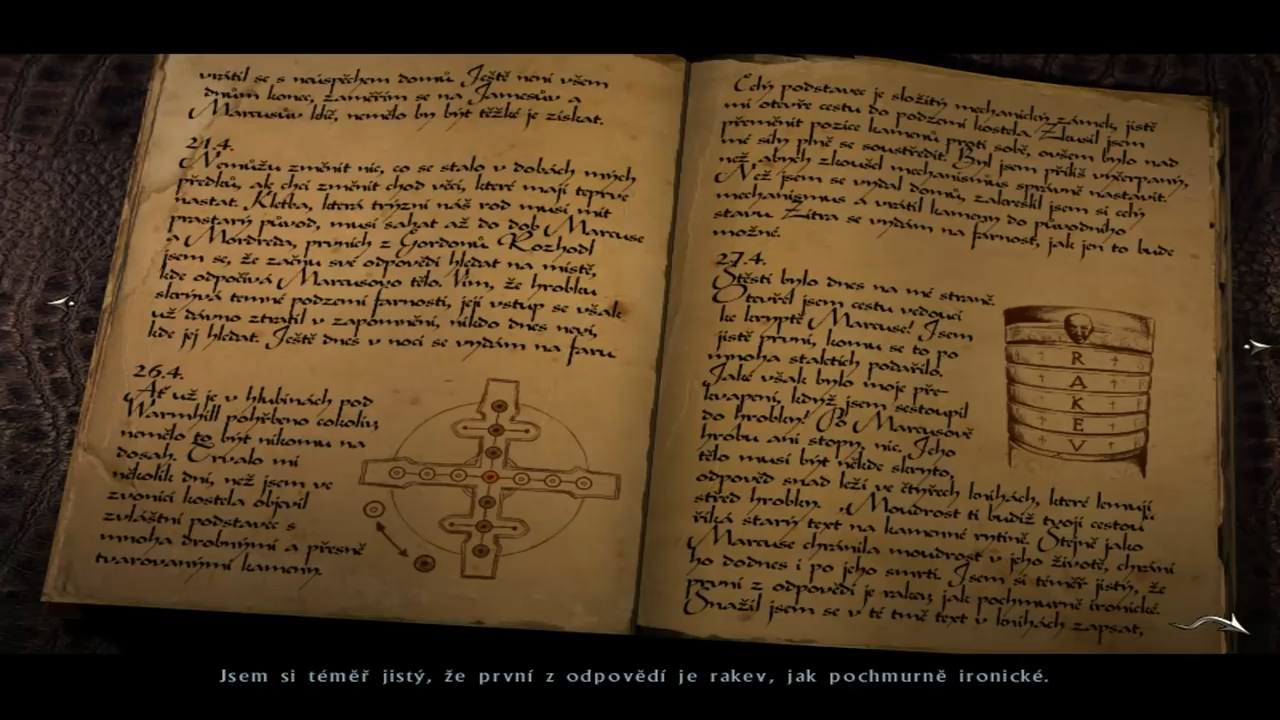 vrátil se s neúspěchem domů. Ještě není všem
dnům konec, zaměřím se na Jamesův a
Marcusův klíč, nemělo by být těžké je získat.
21.4.
Nemůžu změnit nic, co se stalo v dobách mých
předků, ale chci změnit chod věcí, které mají teprve
nastat. Kletba, která trýzní náš rod musí mít
prastarý původ, musí sahat až do dob Marcuse
a Mordreda, prvních z Gordonů. Rozhodl
jsem se, že začnu své odpovědi hledat na místě,
kde odpočívá Marcusovo tělo. Vím, že hrobku
skrývá temné podzemí farnosti, její vstup se však
už dávno ztratil v zapomnění, nikdo dnes neví,
kde jej hledat. Ještě dnes v noci se vydám na faru
26.4.
Ať už je v hlubinách pod
Warmhill pohřbeno cokoliv,
nemělo to být nikomu na
dosah. Trvalo mi
několik dní, než jsem ve
zvonici kostela objevil
zvláštní podstavec s
mnoha drobnými a přesně
tvarovanými kameny.
Celý podstavec je složitý mechanický zámek, jistě
mi otevře cestu do podzemí kostela. Zkusil jsem
přeměnit pozice kamenů proti sobě, ovšem bylo nad
mé síly plně se soustředit. Byl jsem příliš vyčerpaný,
než abych zkoušel mechanismus správně nastavit.
Než jsem se vydal domů, zakreslil jsem si celý
mechanismus a vrátil kameny do původního
stavu. Zítra se vydám na farnost, jak jen to bude
možné.
27.4.
Štěstí bylo dnes na mé straně.
Otevřel jsem cestu vedoucí
ke kryptě Marcuse! Jsem
jistě první, komu se to po
mnoha staletích podařilo.
Jaké však bylo moje pře-
kvapení, když jsem sestoupil
do hrobky! Po Marcusově
hrobu ani stopy, nic. Jeho
tělo musí být někde skryto,
odpověď snad leží ve čtyřech knihách, které lemují
střed hrobky. „Moudrost ti budiž tvojí cestou"
říká starý text na kamenné rytině. Stejně jako
Marcuse chránila moudrost v jeho životě, chrání
ho dodnes i po jeho smrti. Jsem si téměř jistý, že
první z odpovědí je rakev, jak pochmurně ironické.
Snažil jsem se v té tmě text v knihách zapsat,
R
A
K
E
V
Jsem si téměř jistý, že první z odpovědí je rakev, jak pochmurně ironické.